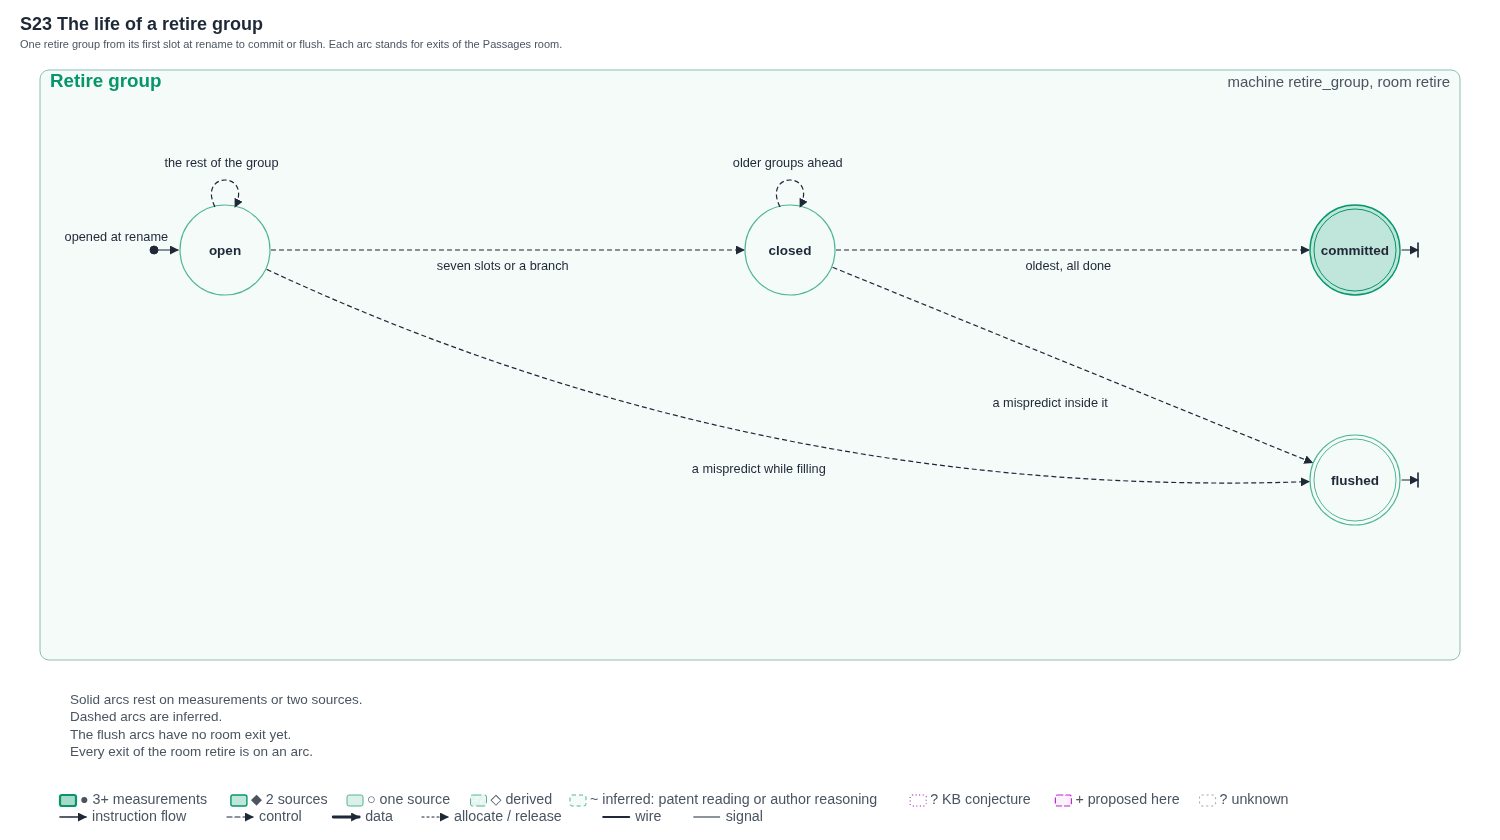 S23 The life of a retire group
One retire group from its first slot at rename to commit or flush. Each arc stands for exits of the Passages room.
Retire group
machine retire_group, room retire
the rest of the group
older groups ahead
opened at rename
open
closed
committed
seven slots or a branch
oldest, all done
a mispredict inside it
a mispredict while filling
flushed
Solid arcs rest on measurements or two sources.
Dashed arcs are inferred.
The flush arcs have no room exit yet.
Every exit of the room retire is on an arc.
● 3+ measurements ◆ 2 sources ○ one source ◇ derived ~ inferred: patent reading or author reasoning ? KB conjecture + proposed here ? unknown
instruction flow control data allocate / release wire signal